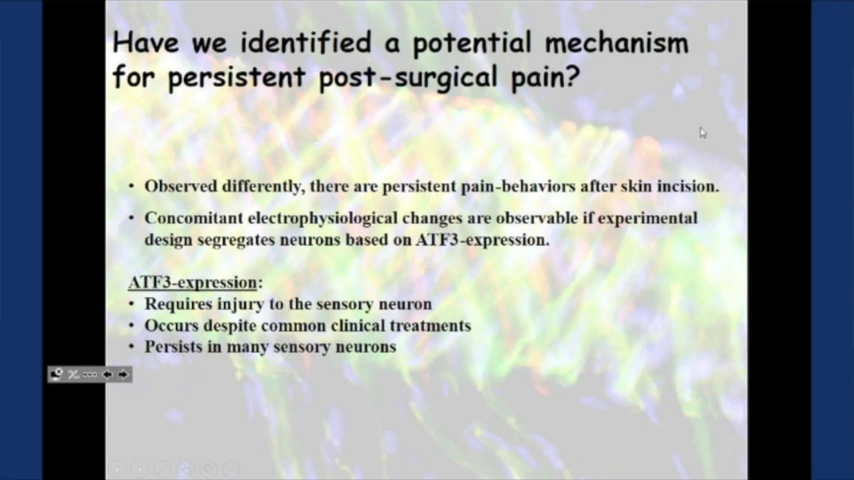 Have we identified a potential mechanism
for persistent post-surgical pain?
• Observed differently, there are persistent pain-behaviors after skin incision.
• Concomitant electrophysiological changes are observable if experimental
design segregates neurons based on ATF3-expression.
ATF3-expression:
• Requires injury to the sensory neuron
• Occurs despite common clinical treatments
• Persists in many sensory neurons